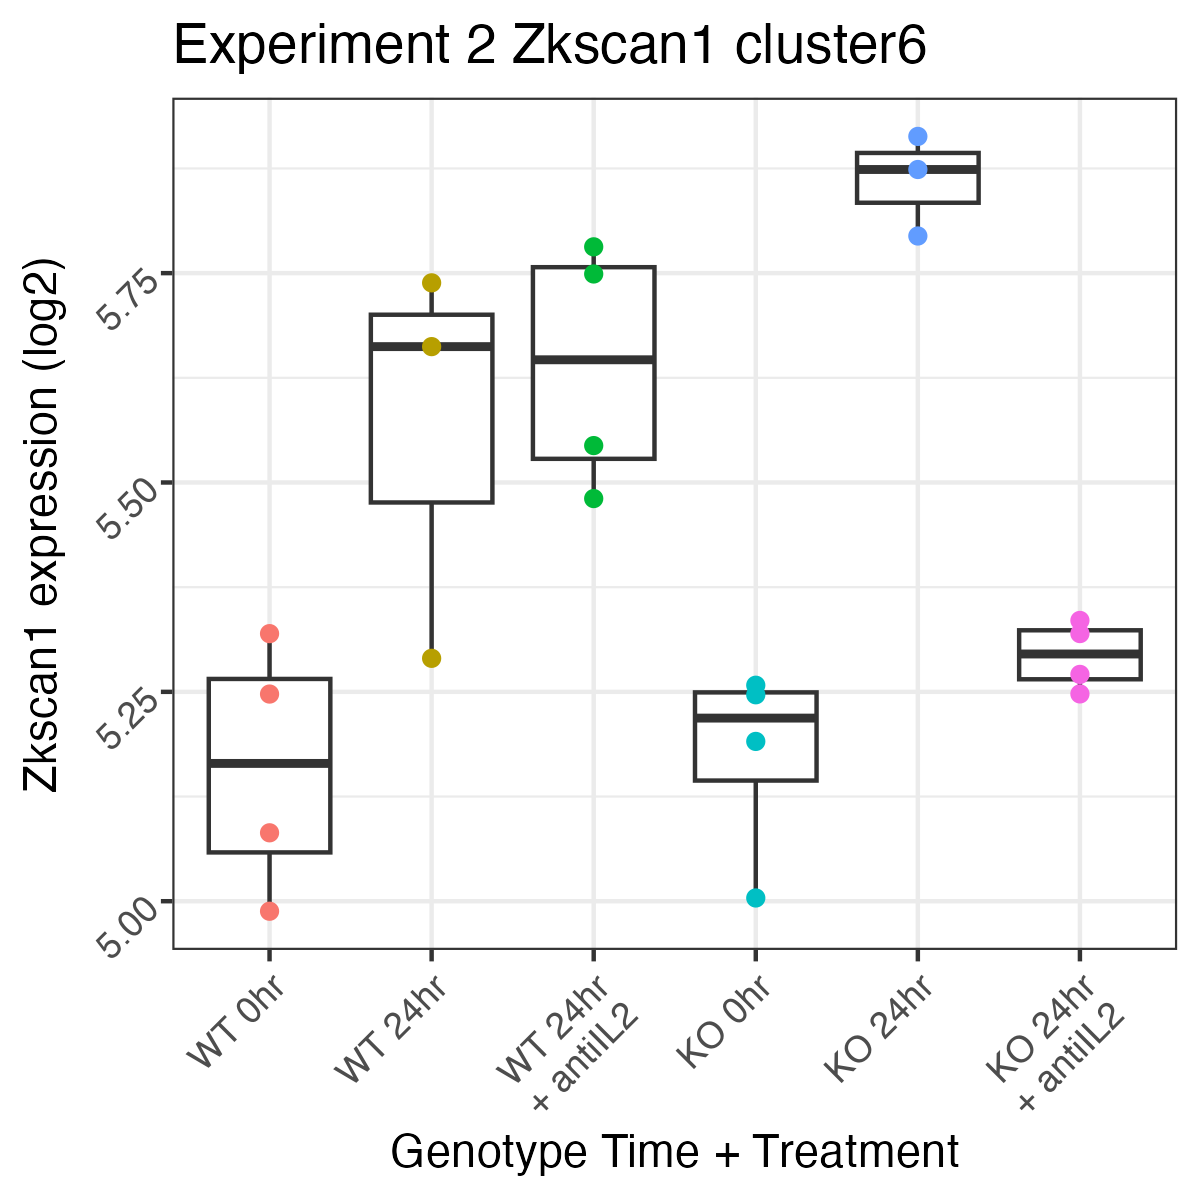 Experiment 2 Zkscan1 cluster6
Zkscan1 expression (log2)
5.75
5.50
5.25
5.00
WT 0hr
WT 24hr
WT 24hr
+ antiIL2
KO 0hr
KO 24hr
KO 24hr
+ antiIL2
Genotype Time + Treatment